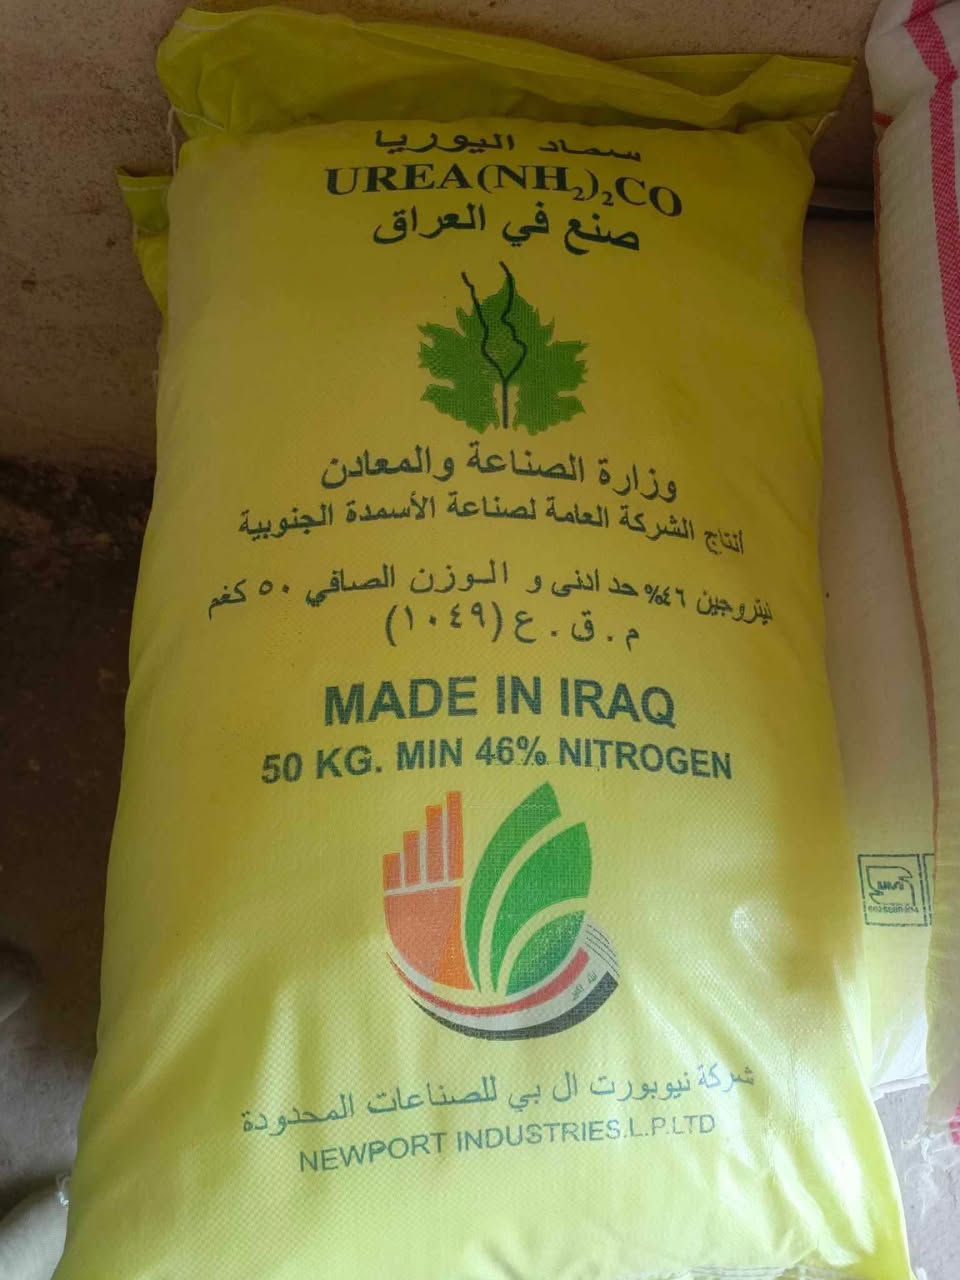 سماد اليوريا
UREA(NH₂)₂CO
صنع في العراق
وزارة الصناعة والمعادن
أنتاج الشركة العامة لصناعة الأسمدة الجنوبية
نيتروجين ٤٦% حد ادنى و الـوزن الصافي ٥٠ كغم
م . ق . ع (١٠٤٩)
MADE IN IRAQ
50 KG. MIN 46% NITROGEN
شركة نيوبورت ال بي للصناعات المحدودة
NEWPORT INDUSTRIES.L.P.LTD